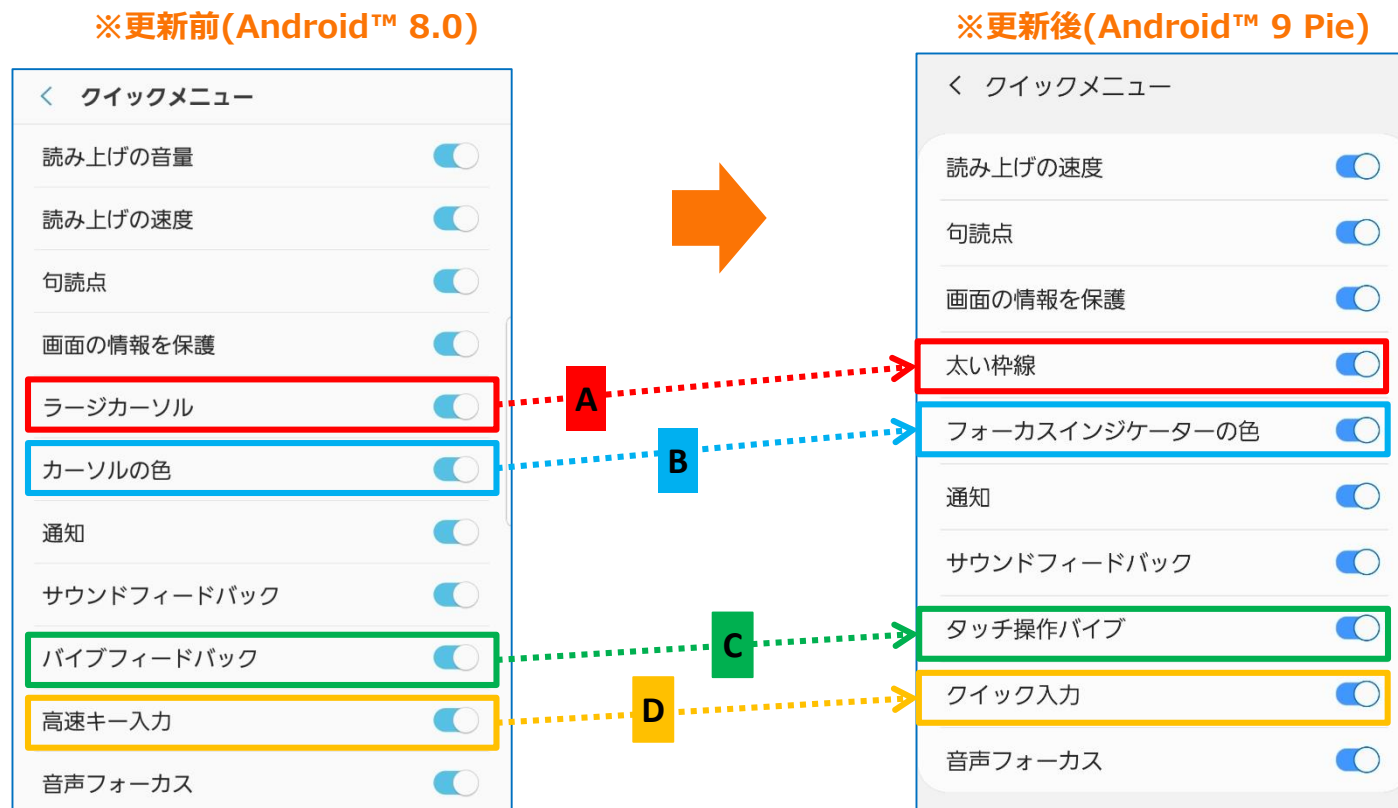 ※更新前(Android™ 8.0)
クイックメニュー
読み上げの音量
読み上げの速度
句読点
画面の情報を保護
ラージカーソル
カーソルの色
通知
サウンドフィードバック
バイブフィードバック
高速キー入力
音声フォーカス
A
B
C
D
※更新後(Android™ 9 Pie)
クイックメニュー
読み上げの速度
句読点
画面の情報を保護
太い枠線
フォーカスインジケーターの色
通知
サウンドフィードバック
タッチ操作バイブ
クイック入力
音声フォーカス